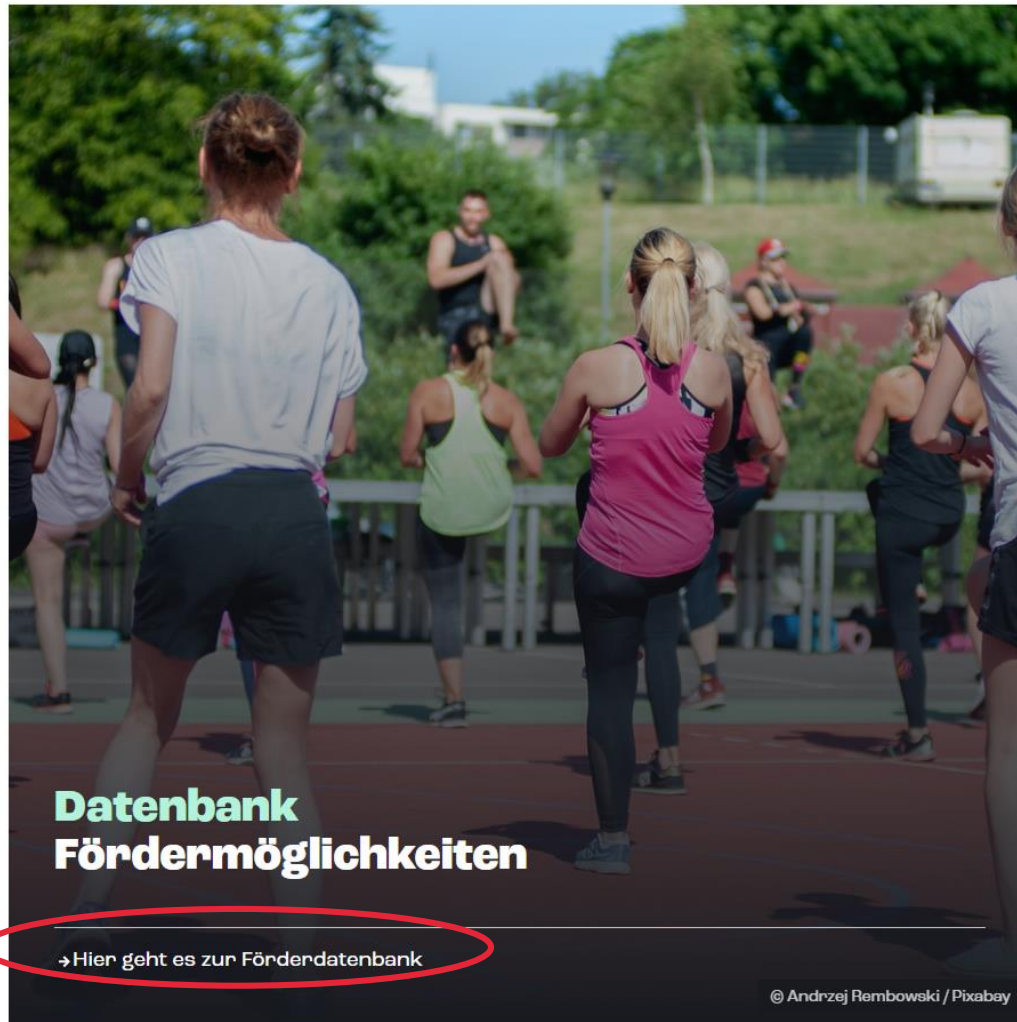 Datenbank
Fördermöglichkeiten
→Hier geht es zur Förderdatenbank
© Andrzej Rembowski / Pixabay